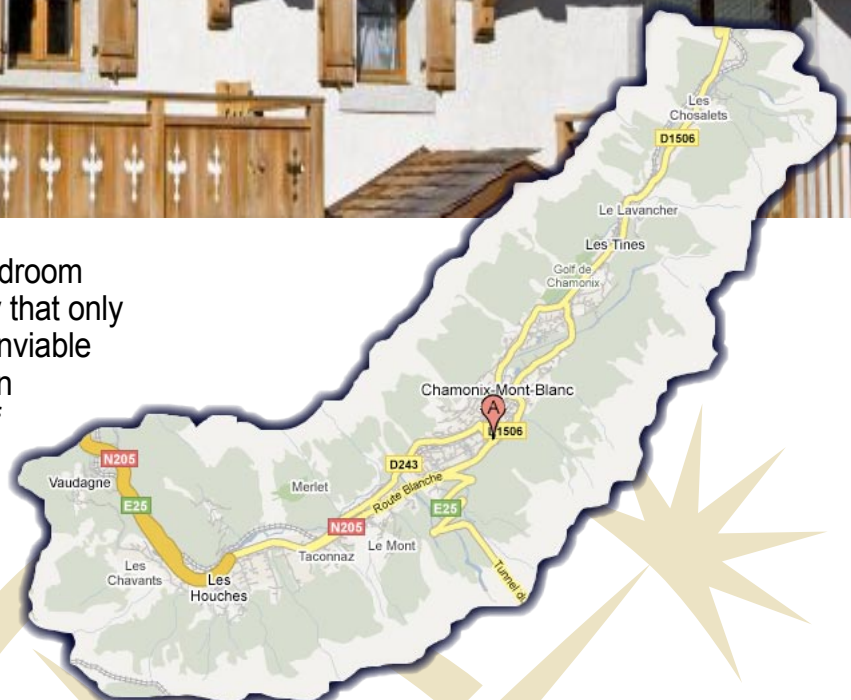 droom
that only
nviable
n
Les
Chosalets
D1506
Le Lavancher
Les Tines
Golf de
Chamonix
Chamonix-Mont-Blanc
A
D1506
D243
Route Blanche
N205
Vaudagne
E25
Merlet
E25
N205
Taconnaz
Le Mont
Les
Chavants
Les
Houches
Tunnel du